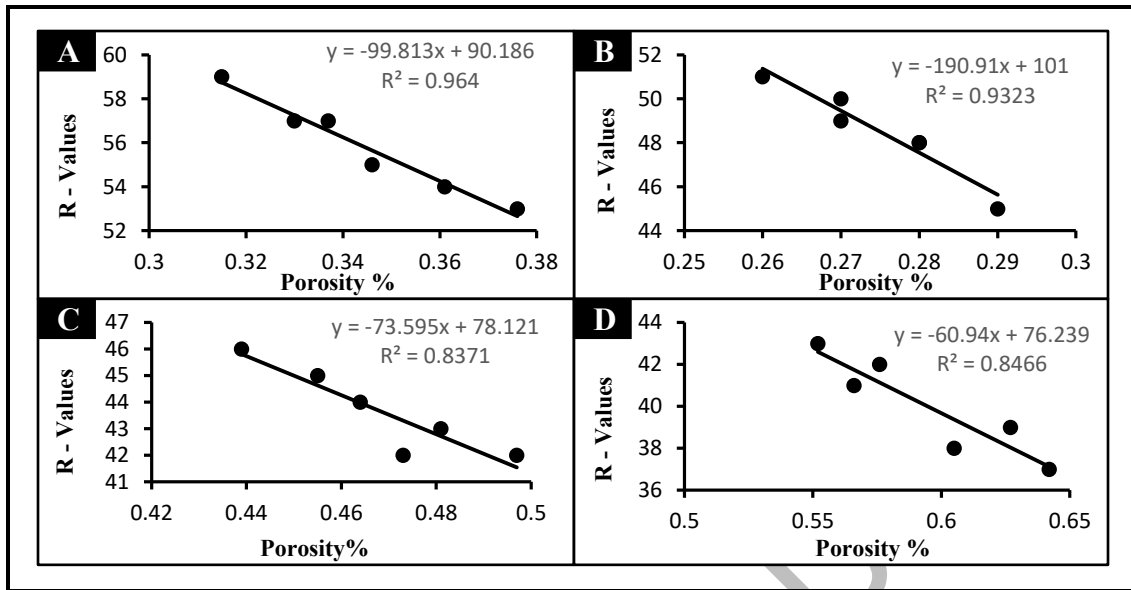 A
y = -99.813x + 90.186
R² = 0.964
R - Values
60
58
56
54
52
0.3
0.32
0.34
0.36
0.38
Porosity %
B
y = -190.91x + 101
R² = 0.9323
R - Values
52
50
48
46
44
0.25
0.26
0.27
0.28
0.29
0.3
Porosity %
C
y = -73.595x + 78.121
R² = 0.8371
R - Values
47
46
45
44
43
42
41
0.42
0.44
0.46
0.48
0.5
Porosity%
D
y = -60.94x + 76.239
R² = 0.8466
R - Values
44
42
40
38
36
0.5
0.55
0.6
0.65
Porosity %